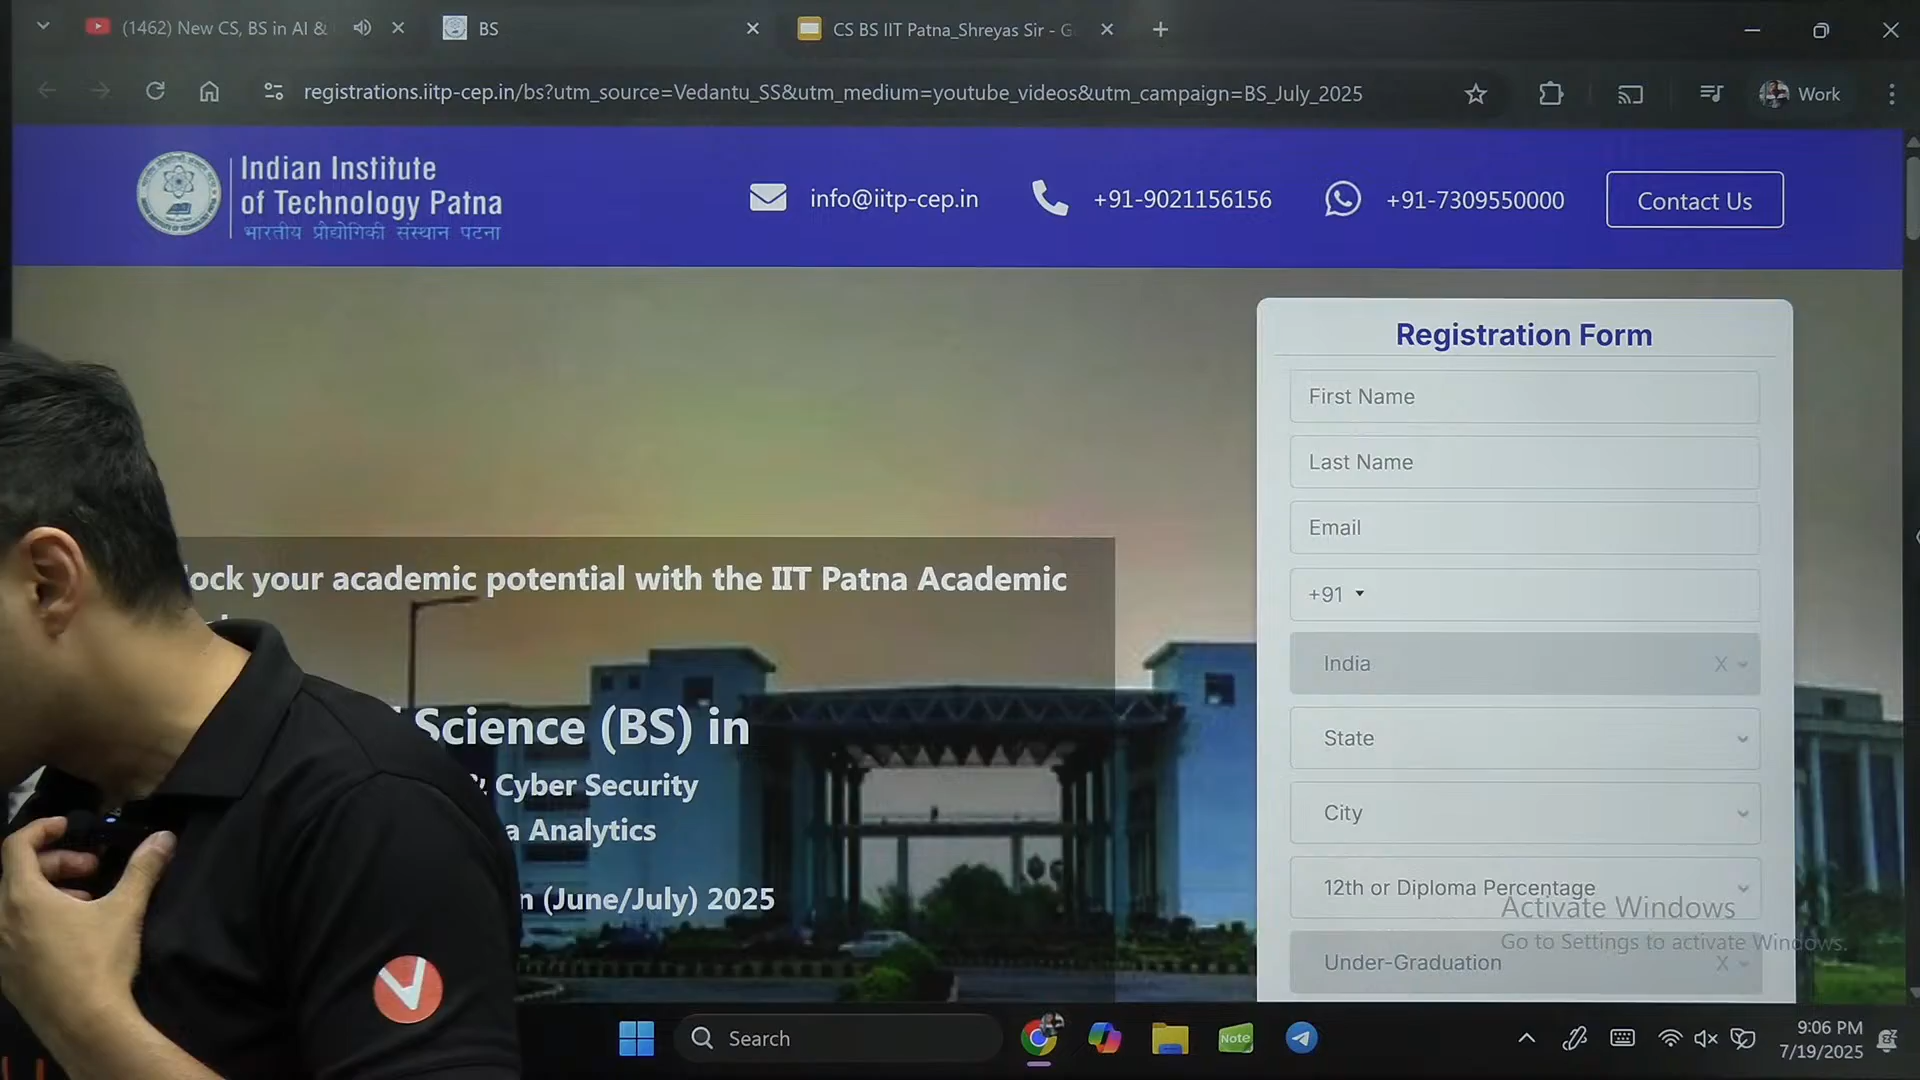 (1462) New CS, BS in AI &
BS
CS BS IIT Patna_Shreyas Sir - G
registrations.iitp-cep.in/bs?utm_source=Vedantu_SS&utm_medium=youtube_videos&utm_campaign=BS_July_2025
Work
Indian Institute
of Technology Patna
भारतीय प्रौद्योगिकी संस्थान पटना
info@iitp-cep.in
+91-9021156156
+91-7309550000
Contact Us
lock your academic potential with the IIT Patna Academic
Science (BS) in
& Cyber Security
a Analytics
n (June/July) 2025
Registration Form
First Name
Last Name
Email
+91
India
X
State
City
12th or Diploma Percentage
Under-Graduation
X
Activate Windows
Go to Settings to activate Windows.
Search
Note
9:06 PM
7/19/2025